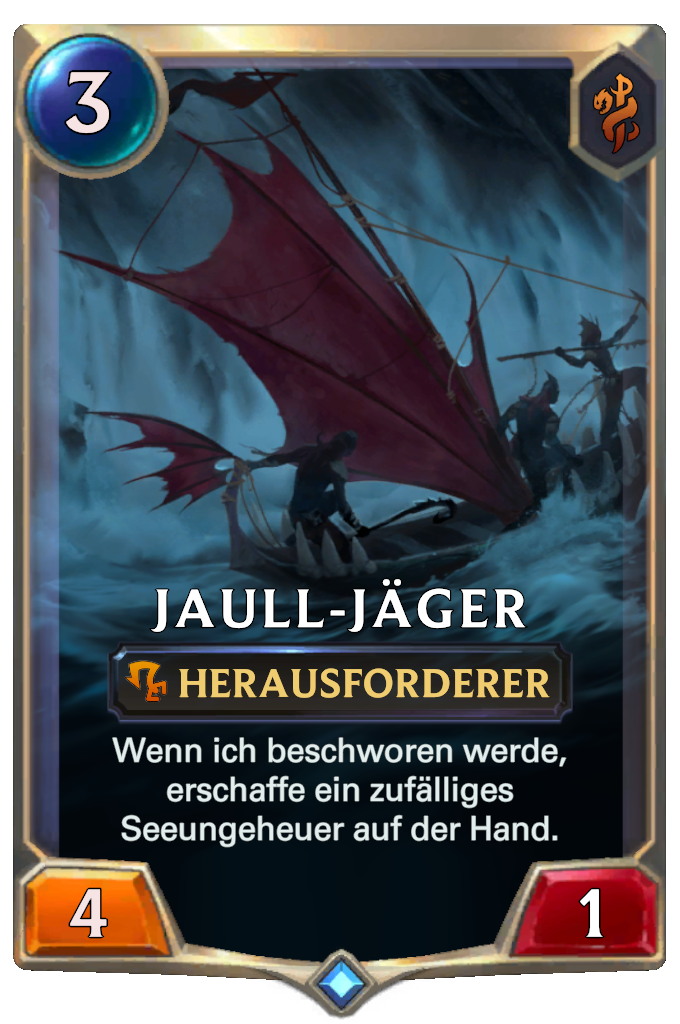 3
JAULL-JÄGER
HERAUSFORDERER
Wenn ich beschworen werde,
erschaffe ein zufälliges
Seeungeheuer auf der Hand.
4
1